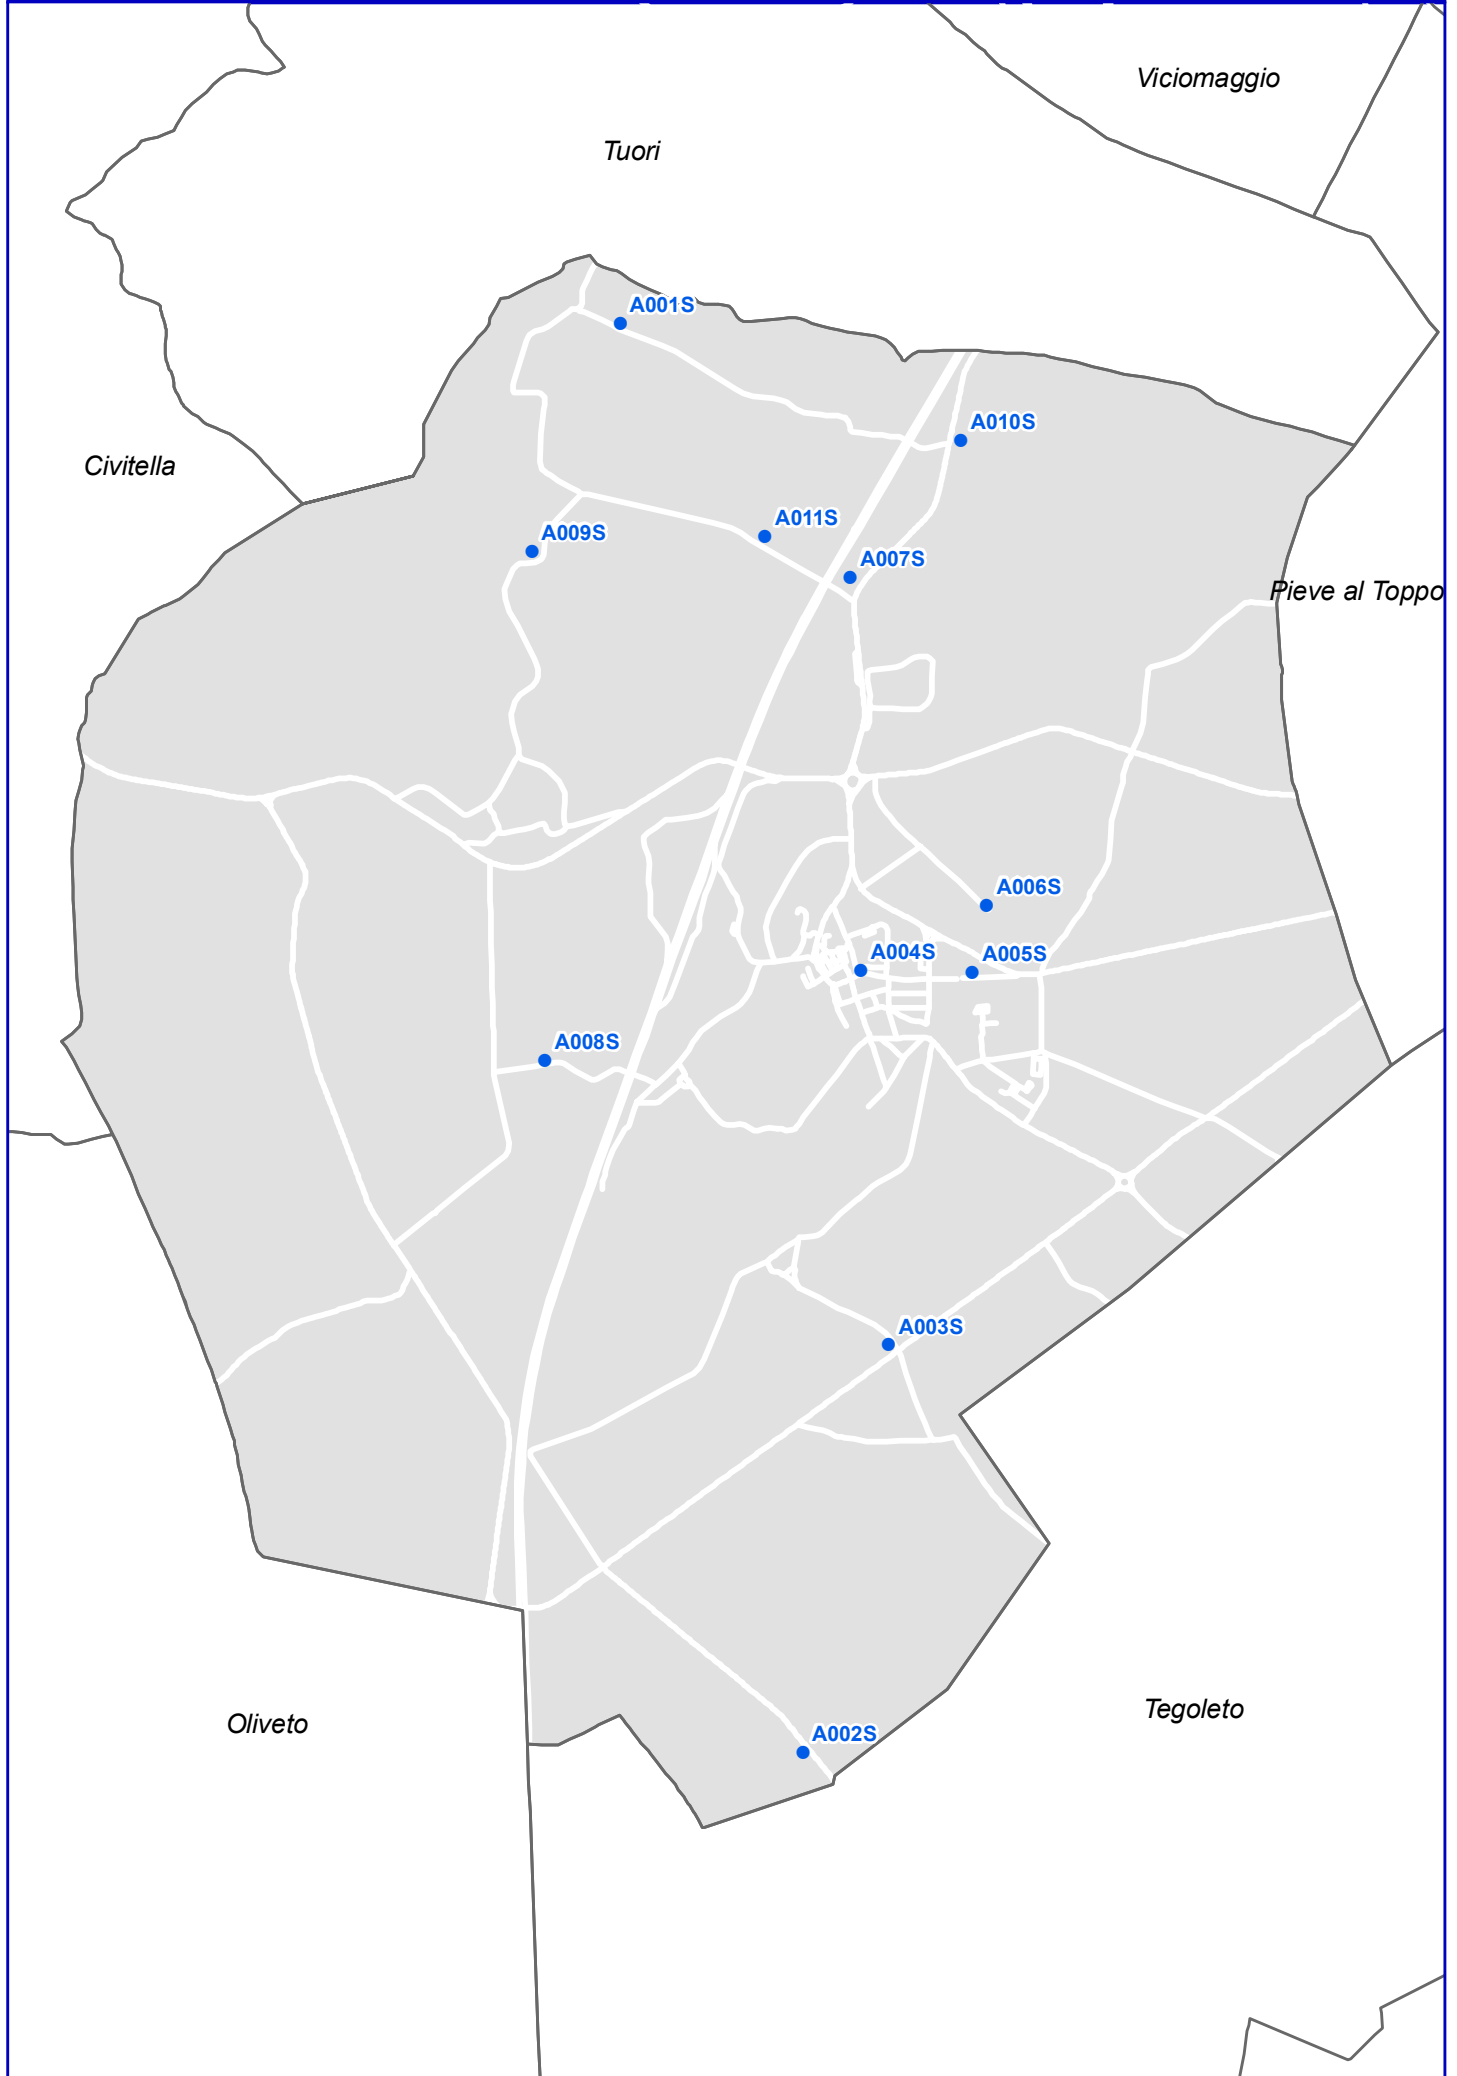 Viciomaggio
Tuori
A001S
A010S
Civitella
A011S
A009S
A007S
Pieve al Toppo
A006S
A004S
A005S
A008S
A003S
Tegoleto
Oliveto
A002S